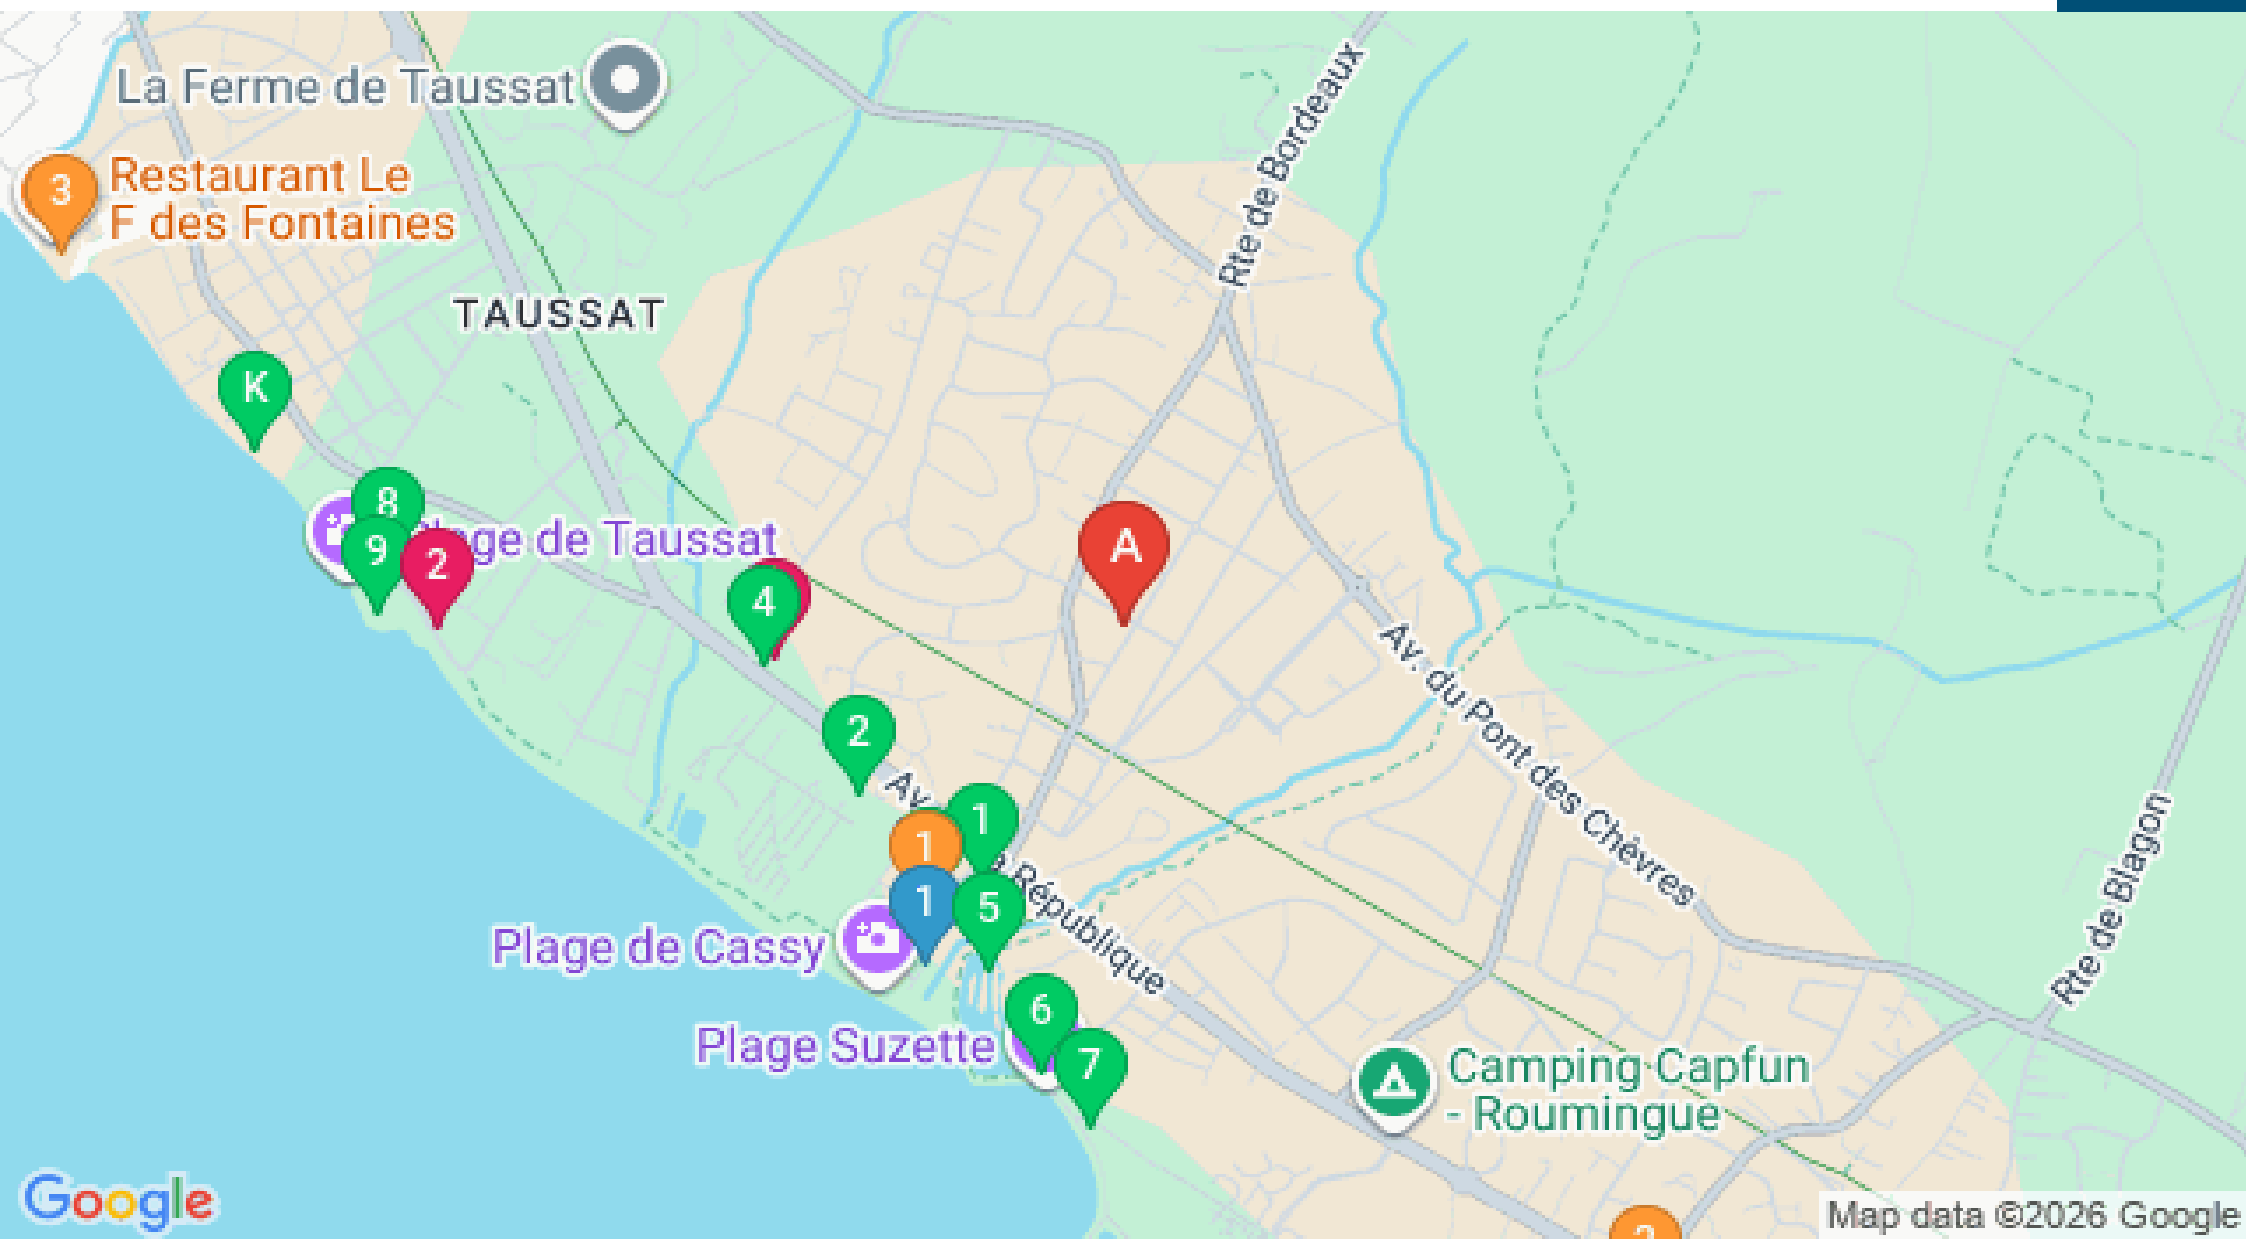 La Ferme de Taussat
Rte de Bordeaux
3
Restaurant Le
F des Fontaines
TAUSSAT
K
8
9
2
Plage de Taussat
4
A
2
Av. du Pont des Chèvres
1
1
1
5
République
Plage de Cassy
6
Plage Suzette
7
Rte de Blagon
Camping Capfun
- Roumingue
Google
Map data ©2026 Google